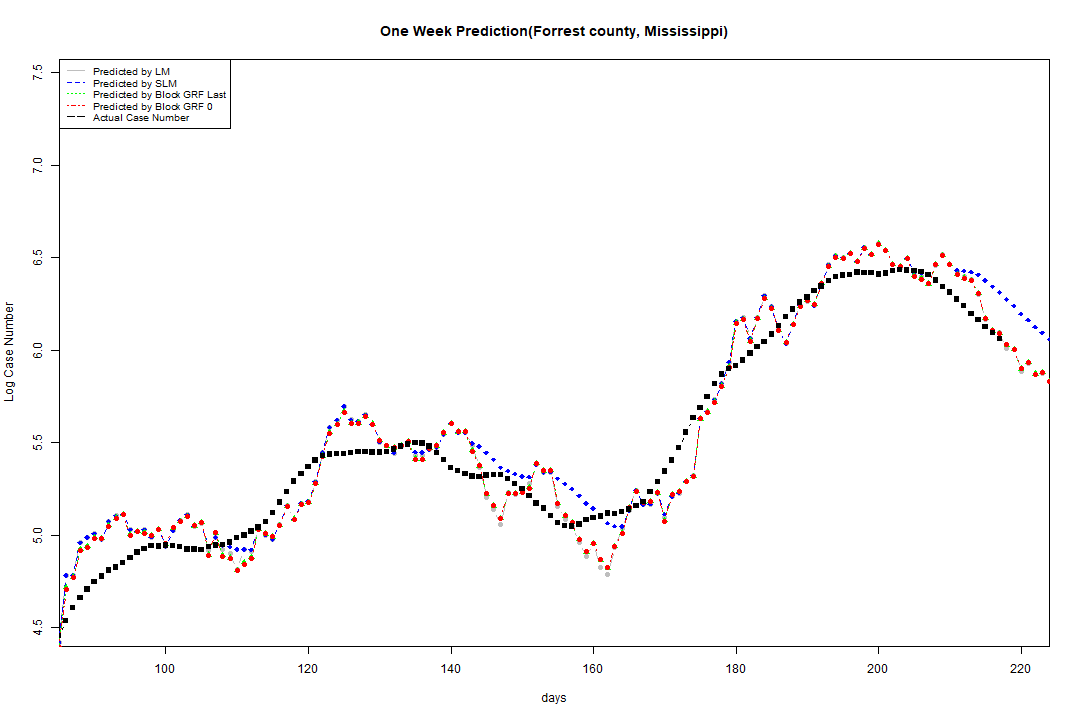 One Week Prediction(Forrest county, Mississippi)
Predicted by LM
Predicted by SLM
Predicted by Block GRF Last
Predicted by Block GRF 0
Actual Case Number
7.5
7.0
6.5
6.0
5.5
5.0
4.5
Log Case Number
100 120 140 160 180 200 220
days